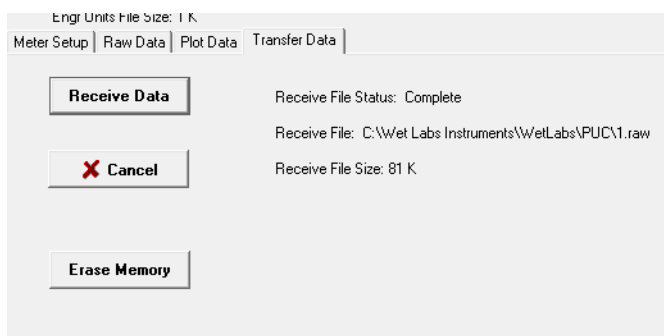 Engr Units File Size: 1 K
Meter Setup Raw Data Plot Data Transfer Data
Receive Data
Receive File Status: Complete
Receive File: C:\Wet Labs Instruments\WetLabs\PUC\1.raw
Cancel
Receive File Size: 81 K
Erase Memory